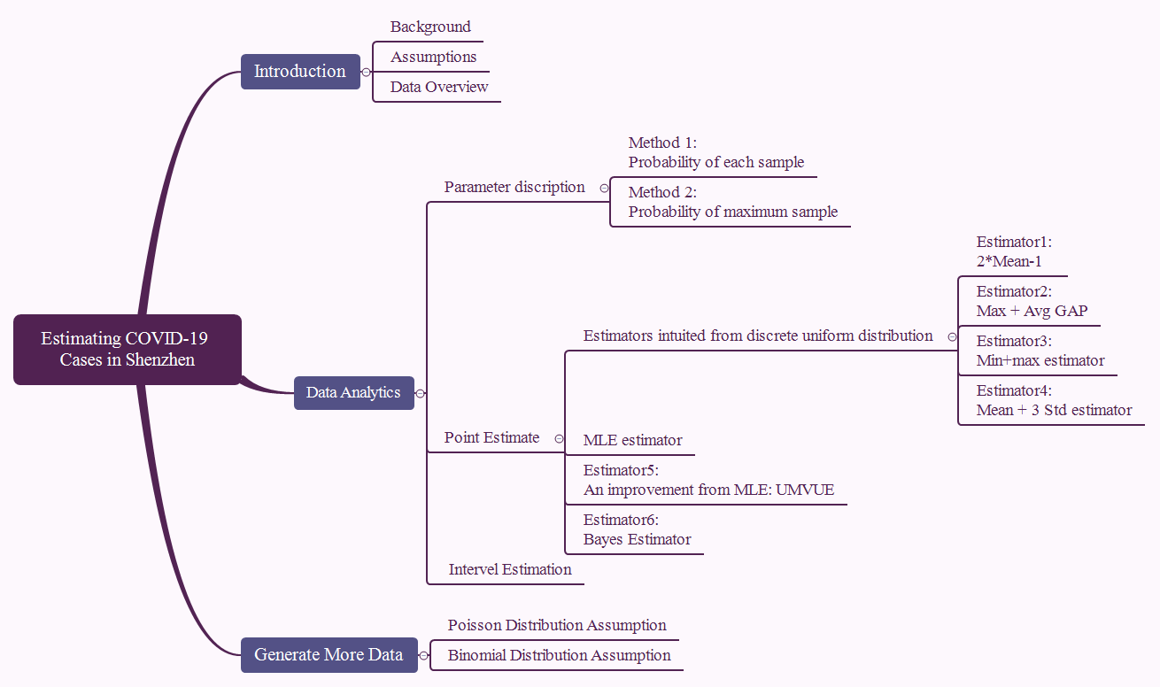 Estimating COVID-19
Cases in Shenzhen
Introduction
Background
Assumptions
Data Overview
Data Analytics
Parameter discription
Method 1:
Probability of each sample
Method 2:
Probability of maximum sample
Point Estimate
Estimators intuited from discrete uniform distribution
Estimator1:
2*Mean-1
Estimator2:
Max + Avg GAP
Estimator3:
Min+max estimator
Estimator4:
Mean + 3 Std estimator
MLE estimator
Estimator5:
An improvement from MLE: UMVUE
Estimator6:
Bayes Estimator
Intervel Estimation
Generate More Data
Poisson Distribution Assumption
Binomial Distribution Assumption